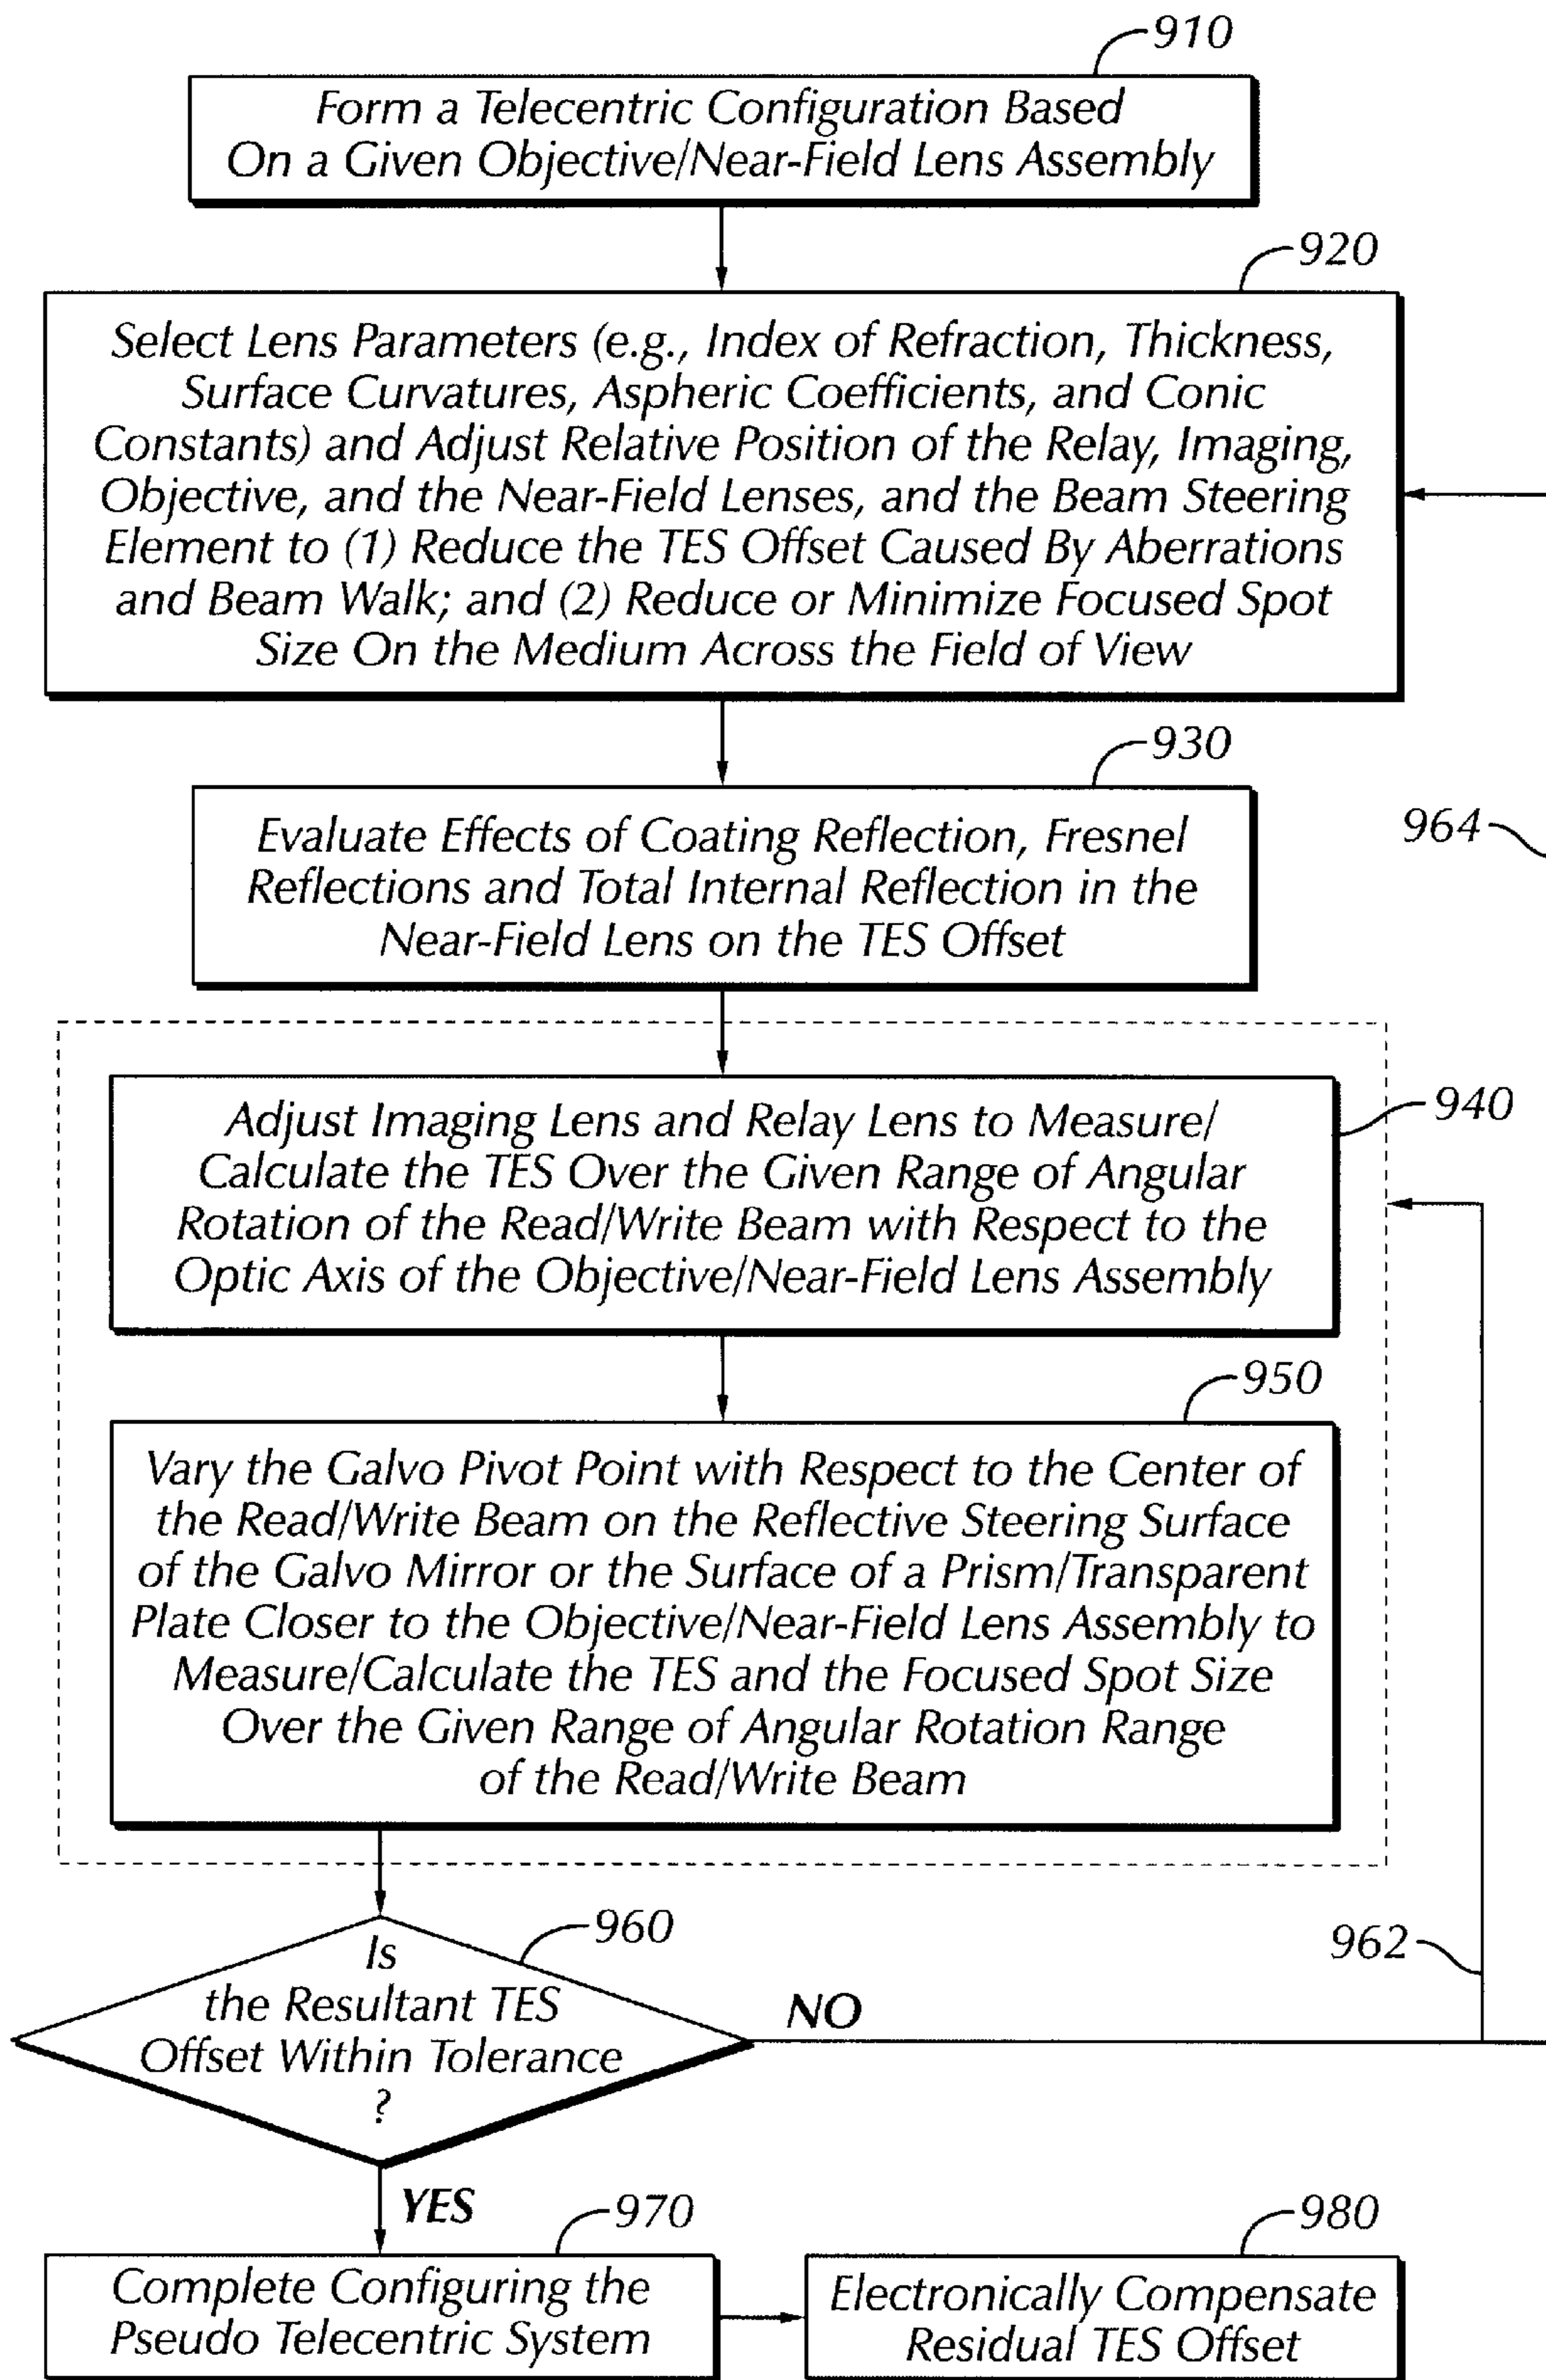 910
Form a Telecentric Configuration Based
On a Given Objective/Near-Field Lens Assembly
920
Select Lens Parameters (e.g., Index of Refraction, Thickness,
Surface Curvatures, Aspheric Coefficients, and Conic
Constants) and Adjust Relative Position of the Relay, Imaging,
Objective, and the Near-Field Lenses, and the Beam Steering
Element to (1) Reduce the TES Offset Caused By Aberrations
and Beam Walk; and (2) Reduce or Minimize Focused Spot
Size On the Medium Across the Field of View
930
Evaluate Effects of Coating Reflection, Fresnel
Reflections and Total Internal Reflection in the
Near-Field Lens on the TES Offset
964
940
Adjust Imaging Lens and Relay Lens to Measure/
Calculate the TES Over the Given Range of Angular
Rotation of the Read/Write Beam with Respect to the
Optic Axis of the Objective/Near-Field Lens Assembly
950
Vary the Galvo Pivot Point with Respect to the Center of
the Read/Write Beam on the Reflective Steering Surface
of the Galvo Mirror or the Surface of a Prism/Transparent
Plate Closer to the Objective/Near-Field Lens Assembly to
Measure/Calculate the TES and the Focused Spot Size
Over the Given Range of Angular Rotation Range
of the Read/Write Beam
960
Is
the Resultant TES
Offset Within Tolerance
?
NO
962
YES
970
Complete Configuring the
Pseudo Telecentric System
980
Electronically Compensate
Residual TES Offset